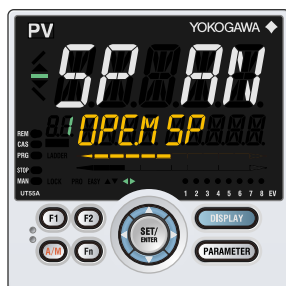 PV YOKOGAWA
SP AN
1 OPEM SP
REM
CAS
PRG LADDER
STOP
MAN LOCK PRO EASY
UT55A 1 2 3 4 5 6 7 8 EV
F1 F2 SET/ ENTER DISPLAY
A/M Fn PARAMETER